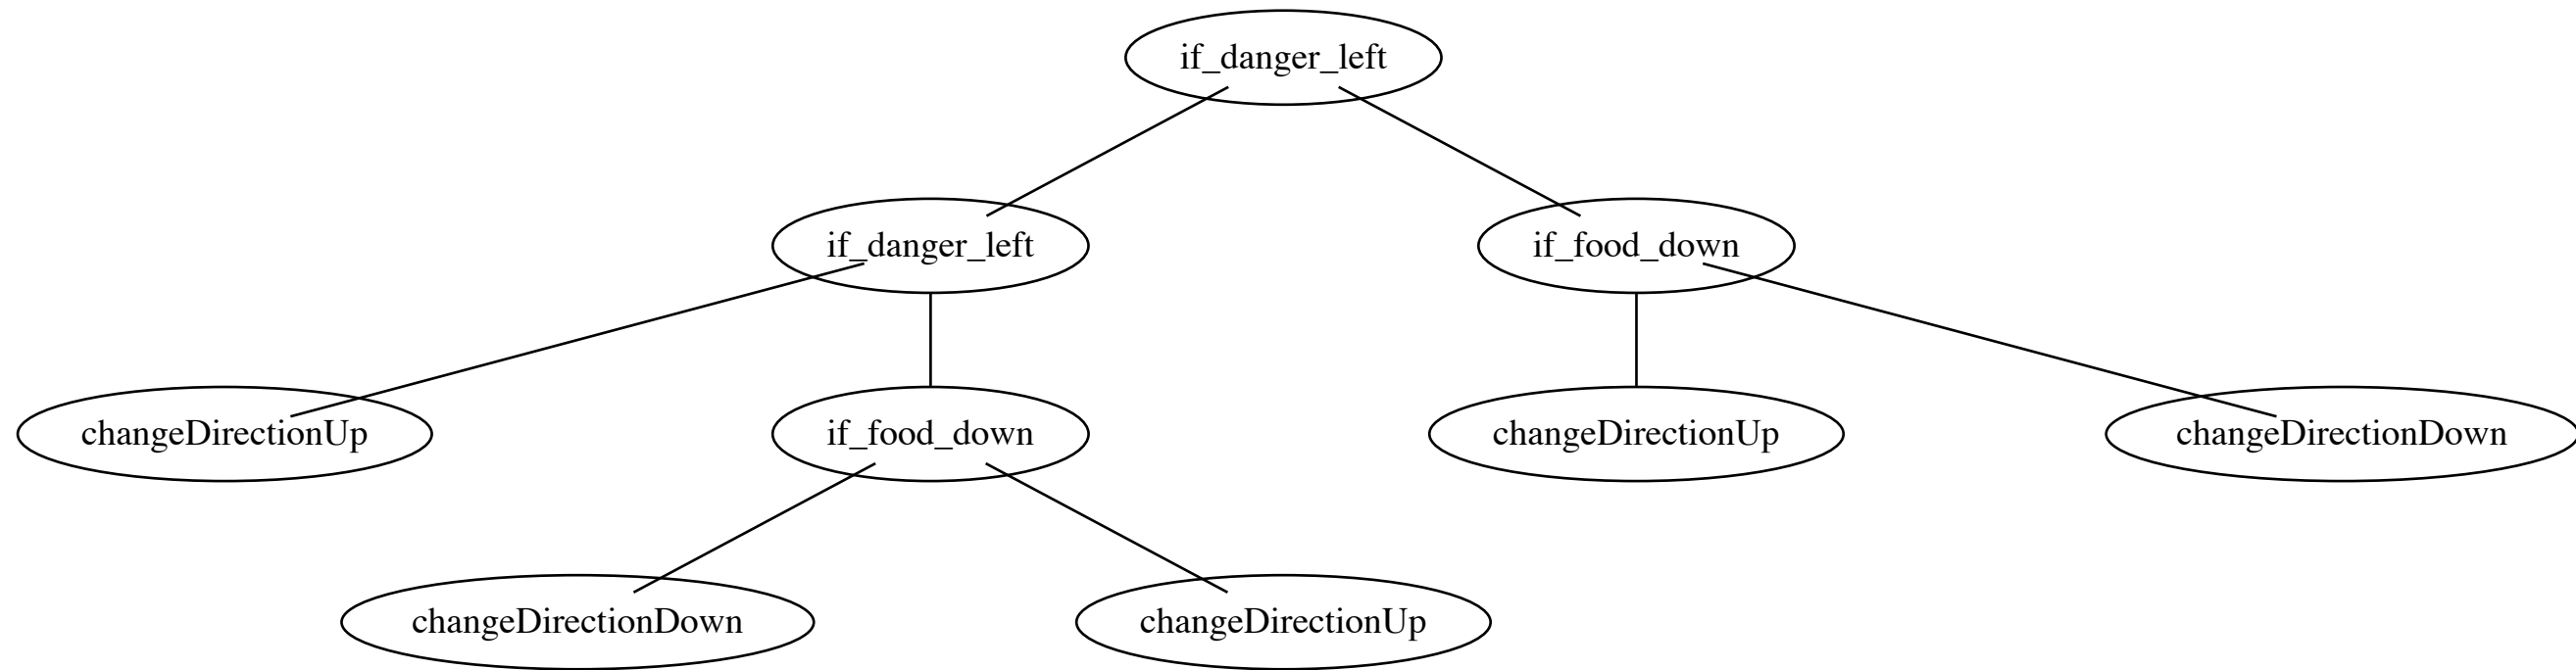 if_danger_left
if_danger_left
if_food_down
changeDirectionUp
if_food_down
changeDirectionUp
changeDirectionDown
changeDirectionDown
changeDirectionUp